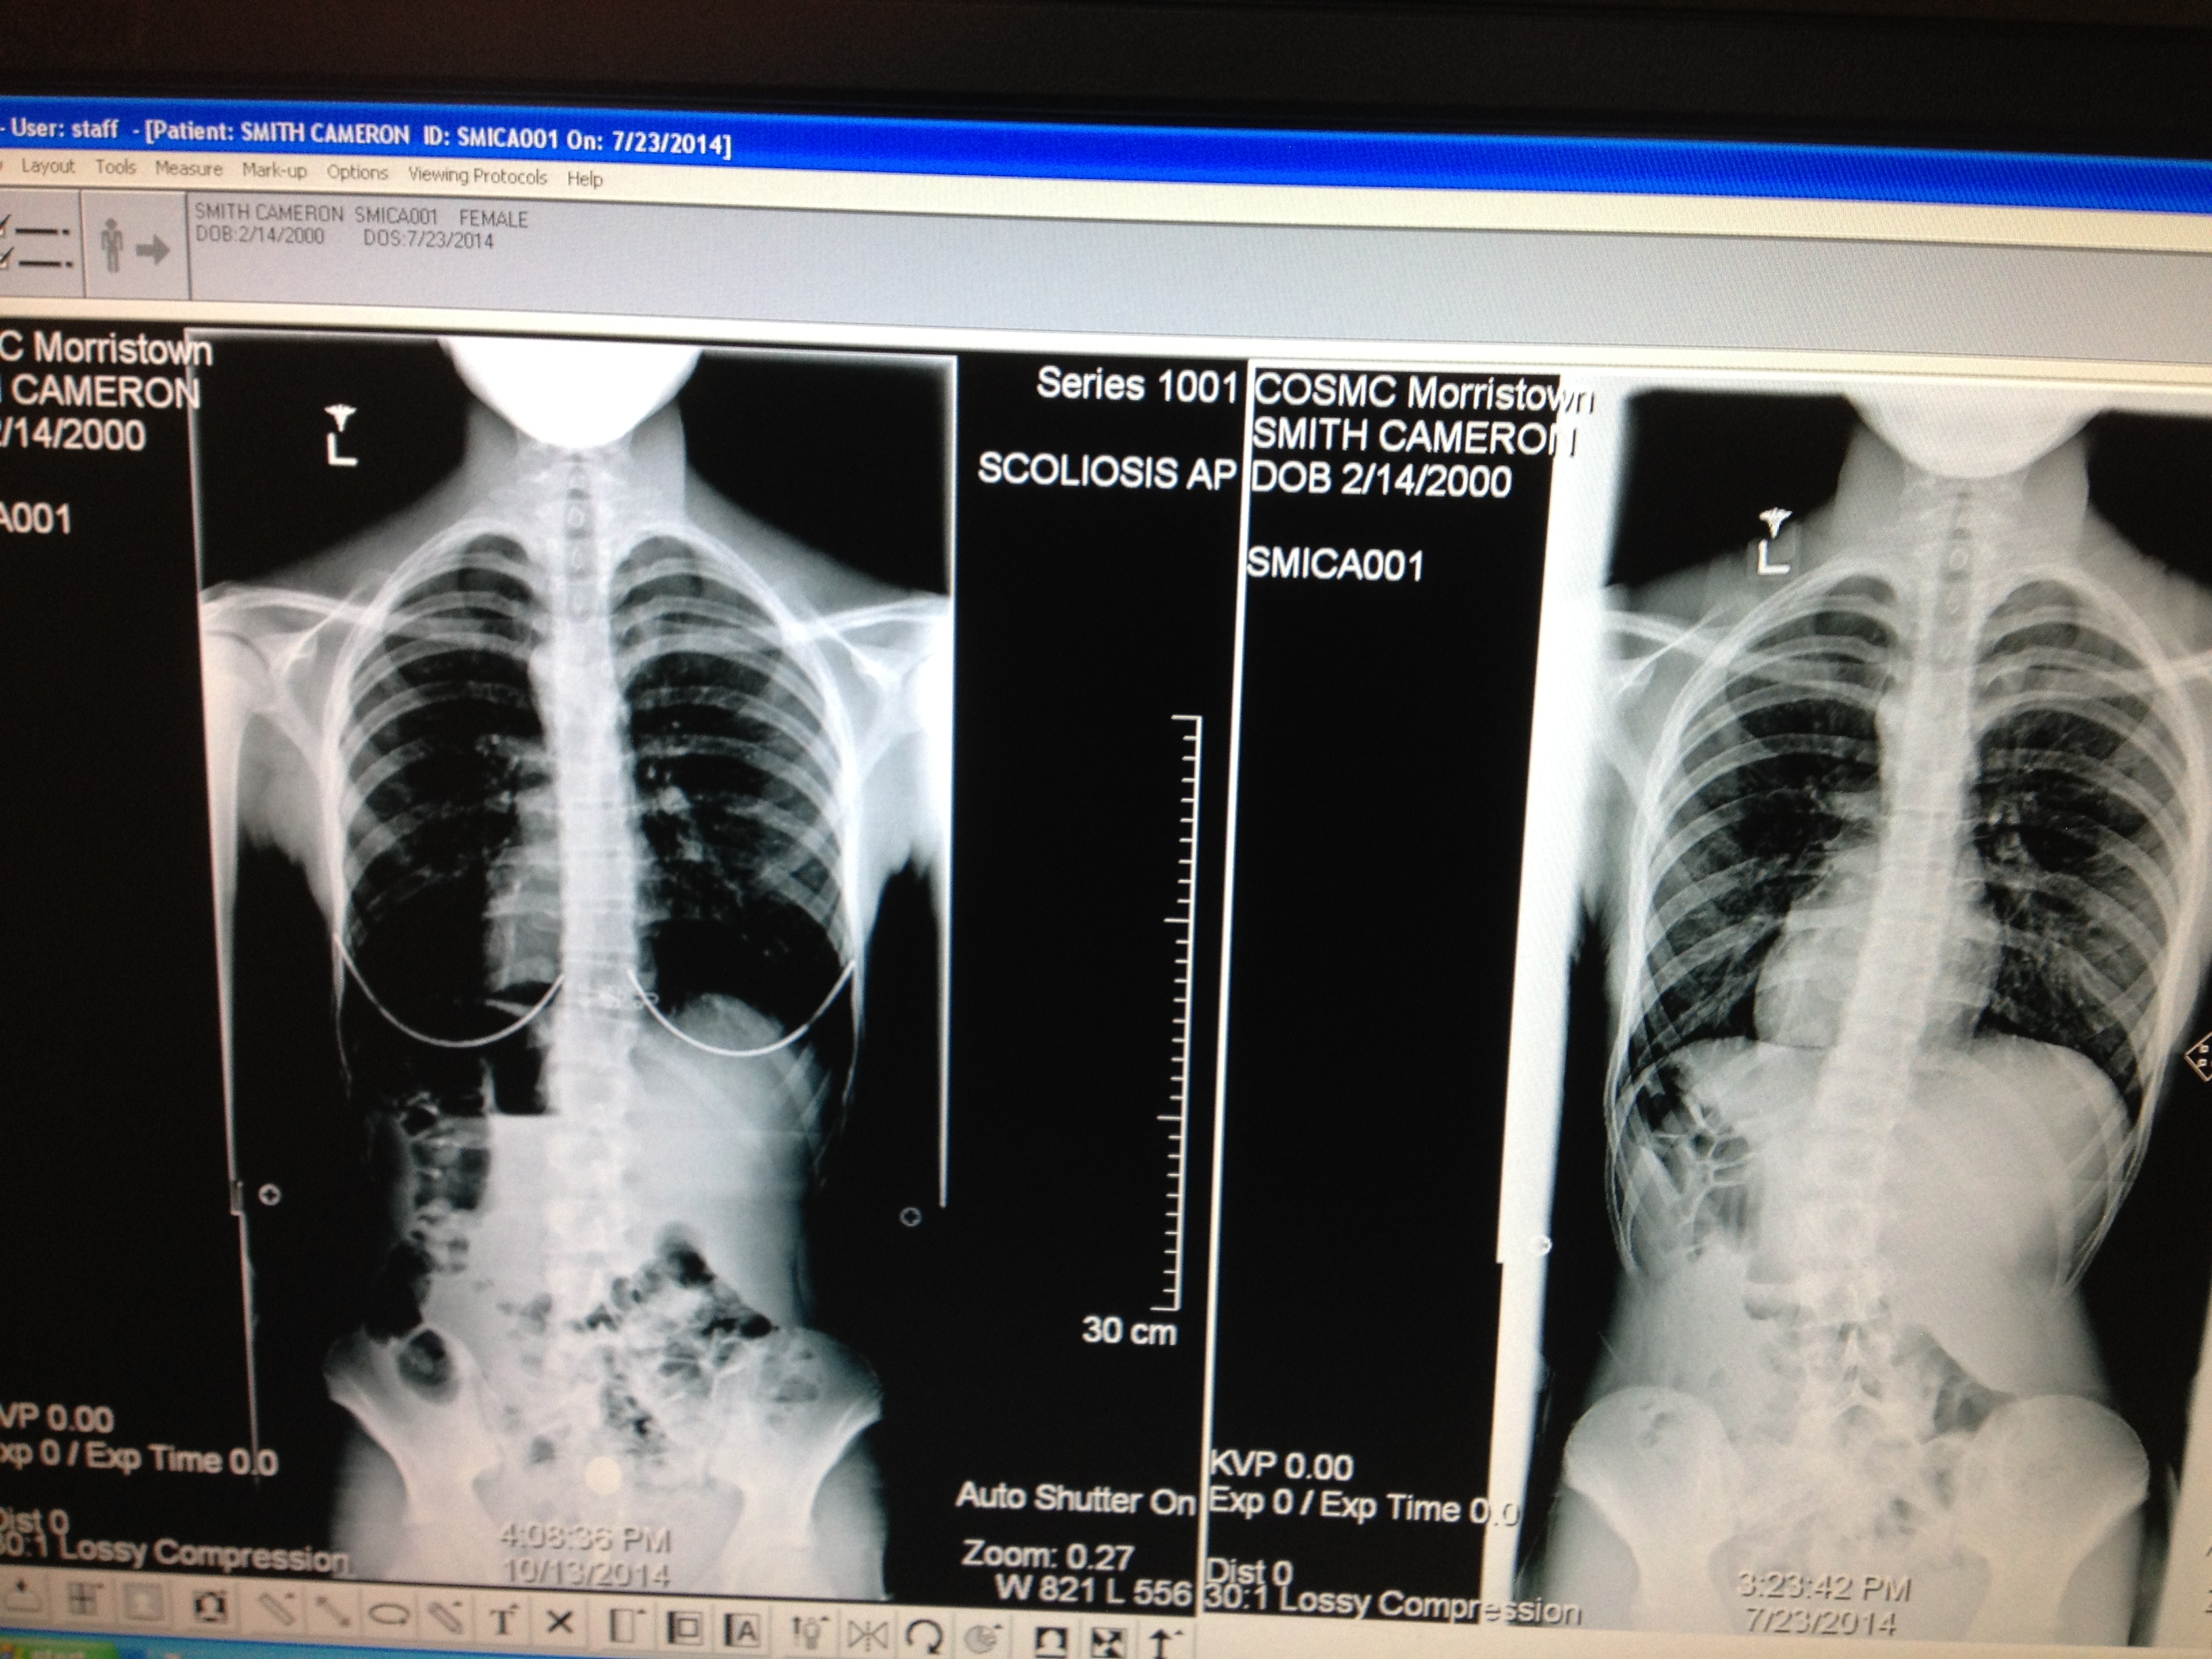 - User: staff - [Patient: SMITH CAMERON ID: SMICA001 On: 7/23/2014]
Layout Tools Measure Mark-up Options Viewing Protocols Help
SMITH CAMERON SMICA001 FEMALE
DOB:2/14/2000 DOS:7/23/2014
C Morristown
CAMERON
2/14/2000
A001
L
Series 1001
SCOLIOSIS AP
30 cm
VP 0.00
xp 0 / Exp Time 0.0
Dist 0
30:1 Lossy Compression
4:08:36 PM
10/13/2014
Auto Shutter On
Zoom: 0.27
W 821 L 556
COSMC Morristown
SMITH CAMERON
DOB 2/14/2000
SMICA001
L
KVP 0.00
Exp 0 / Exp Time 0.0
Dist 0
30:1 Lossy Compression
3:23:42 PM
7/23/2014
T
A